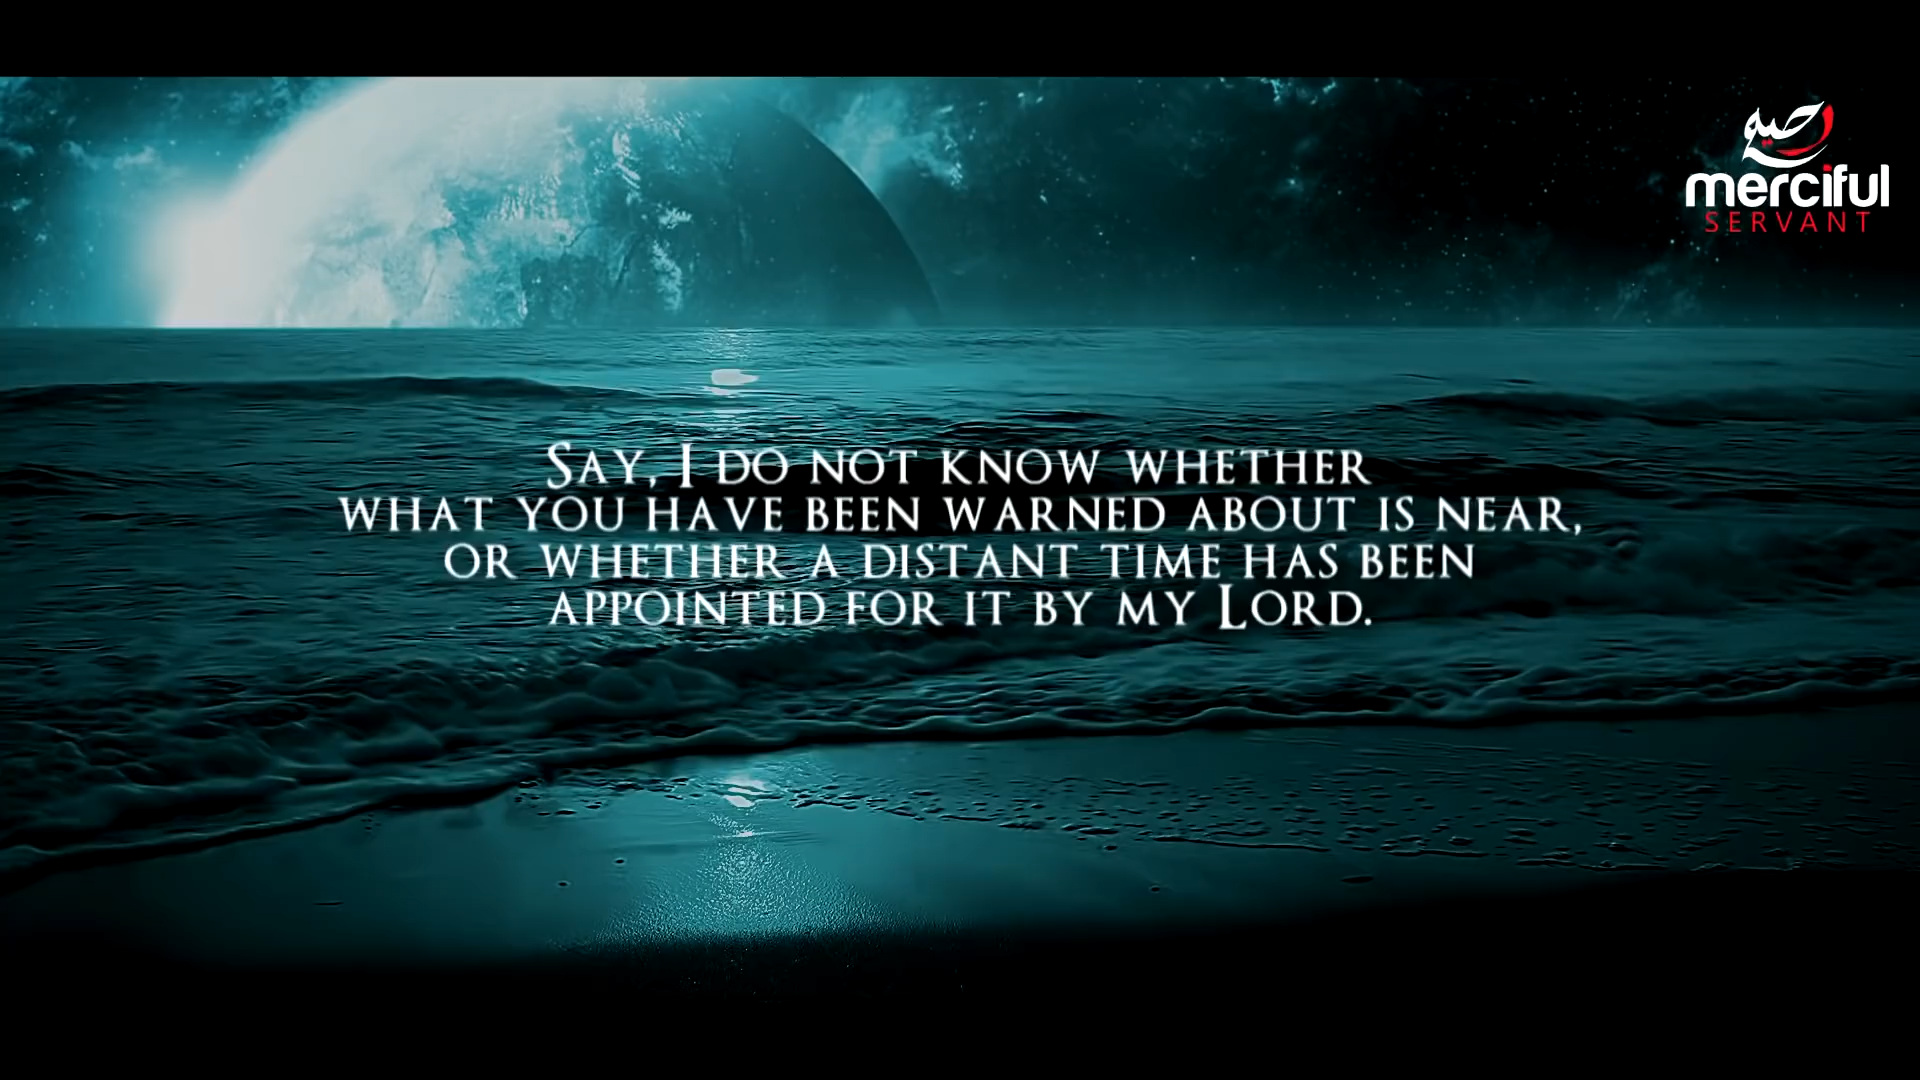 merciful
SERVANT
SAY, I DO NOT KNOW WHETHER
WHAT YOU HAVE BEEN WARNED ABOUT IS NEAR,
OR WHETHER A DISTANT TIME HAS BEEN
APPOINTED FOR IT BY MY LORD.